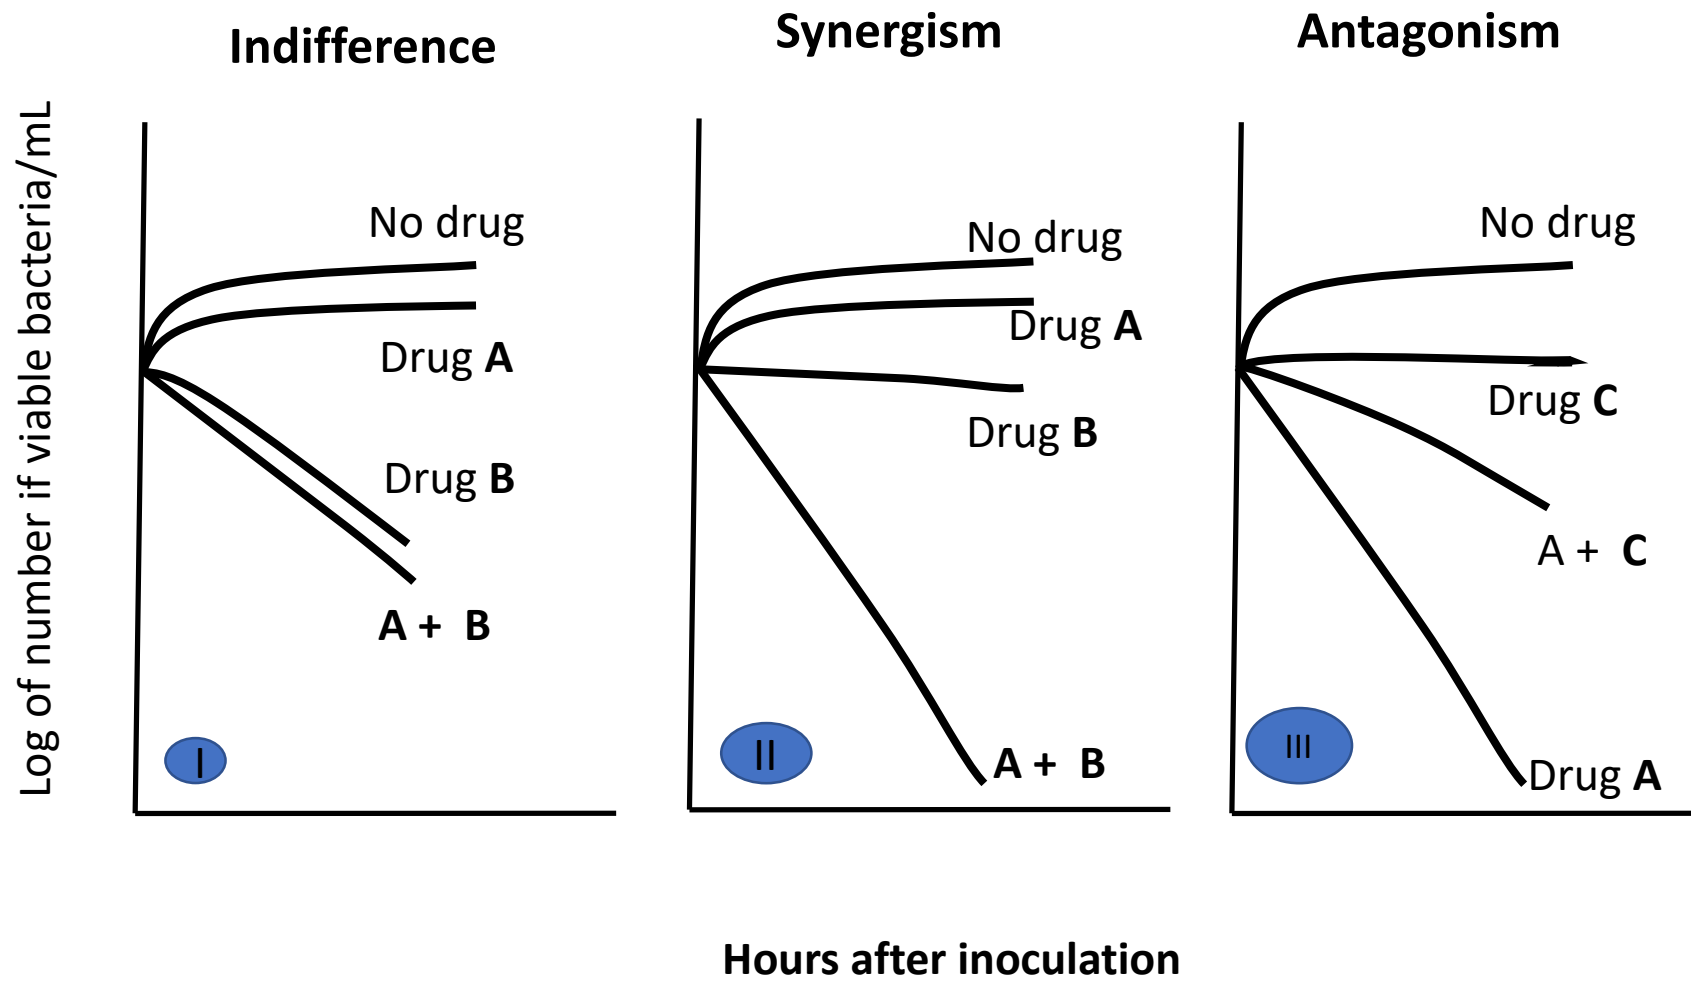 Indifference
Synergism
Antagonism
Log of number if viable bacteria/mL
No drug
Drug A
Drug B
A + B
I
No drug
Drug A
Drug B
A + B
II
No drug
Drug C
A + C
Drug A
III
Hours after inoculation